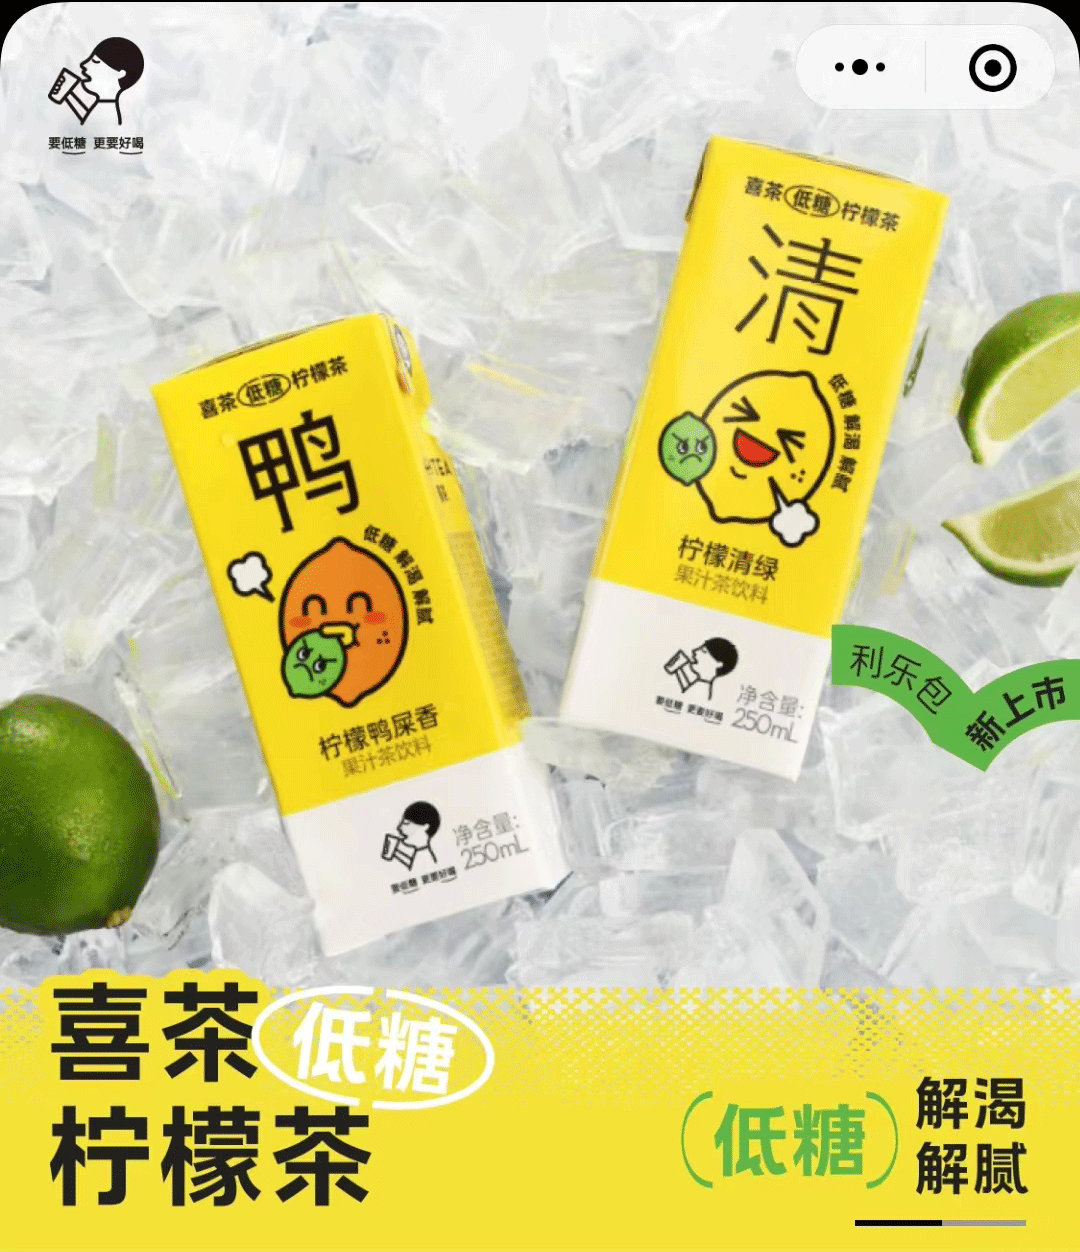 要低糖 更要好喝
喜茶 低糖 柠檬茶
清
低糖 解渴 解腻
柠檬清绿
果汁茶饮料
要低糖 更要好喝
净含量:
250mL
喜茶 低糖 柠檬茶
鸭
低糖 解渴 解腻
柠檬鸭屎香
果汁茶饮料
要低糖 更要好喝
净含量:
250mL
HTEA
利乐包
新上市
喜茶 低糖
柠檬茶
(低糖)
解渴
解腻